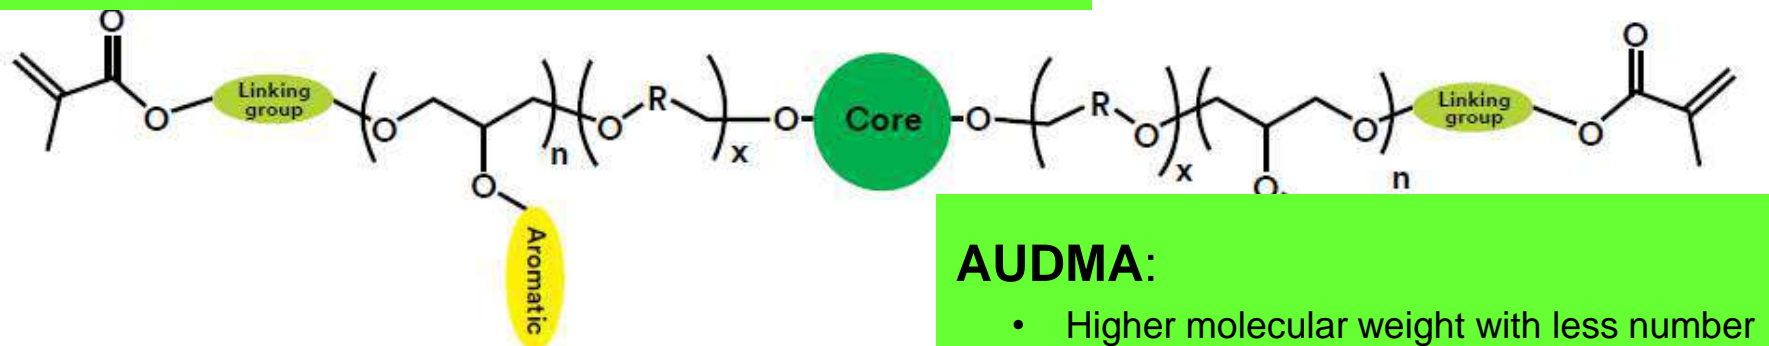 O
O
Linking
group
Linking
group
O
O
O
R
O
Core
O
R
O
O
O
n
x
x
n
O
O
Aromatic
AUDMA:
• Higher molecular weight with less number